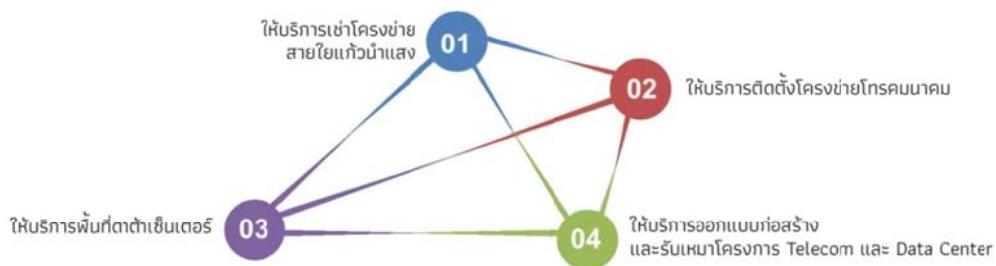 ให้บริการเช่าโครงข่าย
สายใยแก้วนำแสง
01
02
ให้บริการติดตั้งโครงข่ายโทรคมนาคม
ให้บริการพื้นที่ดาต้าเซ็นเตอร์
03
04
ให้บริการออกแบบก่อสร้าง
และรับเหมาโครงการ Telecom และ Data Center